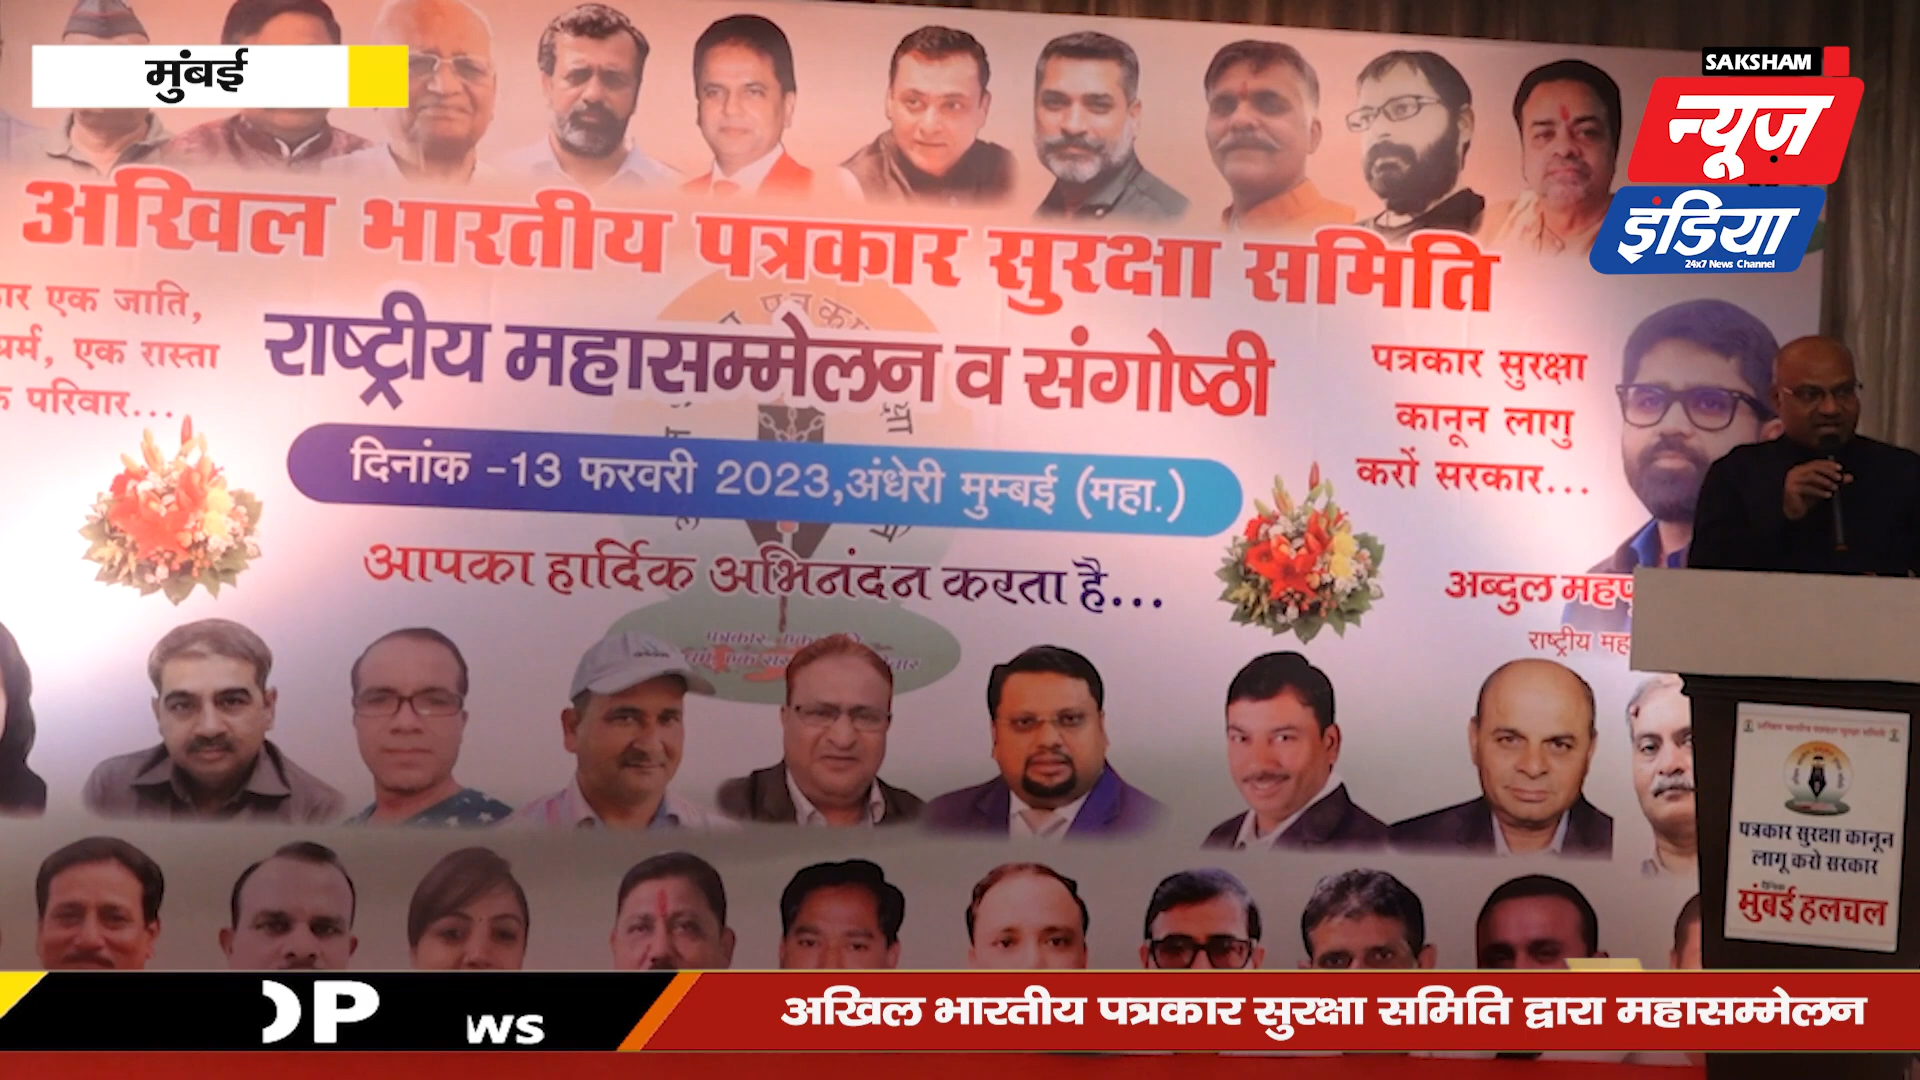 मुंबई
SAKSHAM
न्यूज़
इंडिया
24x7 News Channel
अखिल भारतीय पत्रकार सुरक्षा समिति
एक जाति,
एक रास्ता
परिवार...
राष्ट्रीय महासम्मेलन व संगोष्ठी
दिनांक -13 फरवरी 2023,अंधेरी मुम्बई (महा.)
आपका हार्दिक अभिनंदन करता है...
पत्रकार सुरक्षा
कानून लागु
करों सरकार...
अब्दुल
राष्ट्रीय
पत्रकार सुरक्षा कानून
लागू करो सरकार
दैनिक
मुंबई हलचल
OP
ws
अखिल भारतीय पत्रकार सुरक्षा समिति द्वारा महासम्मेलन